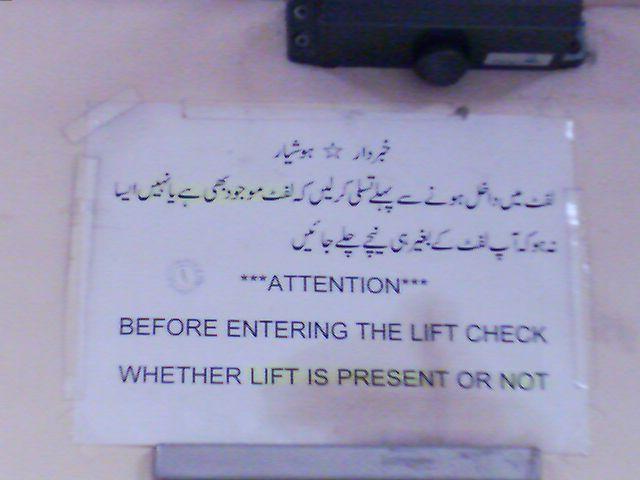 خبردار ☆ ہوشیار
لفٹ میں داخل ہونے سے پہلے تسلی کر لیں کہ لفٹ موجود بھی ہے یا نہیں ایسا
نہ ہو کہ آپ لفٹ کے بغیر ہی نیچے چلے جائیں
***ATTENTION***
BEFORE ENTERING THE LIFT CHECK
WHETHER LIFT IS PRESENT OR NOT